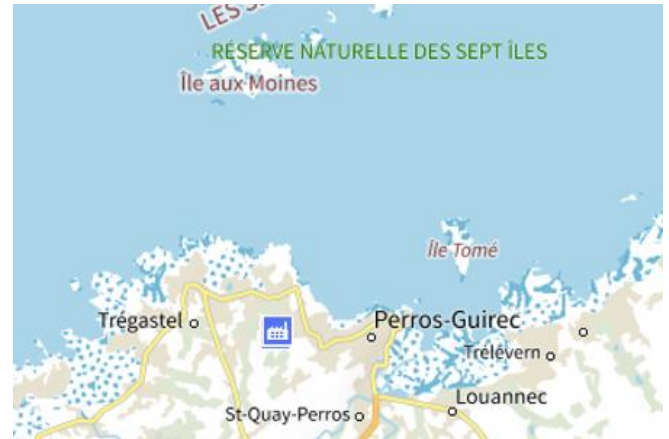 RÉSERVE NATURELLE DES SEPT ÎLES
Île aux Moines
Île Tomé
Trégastel
Perros-Guirec
Trélévern
Louannec
St-Quay-Perros